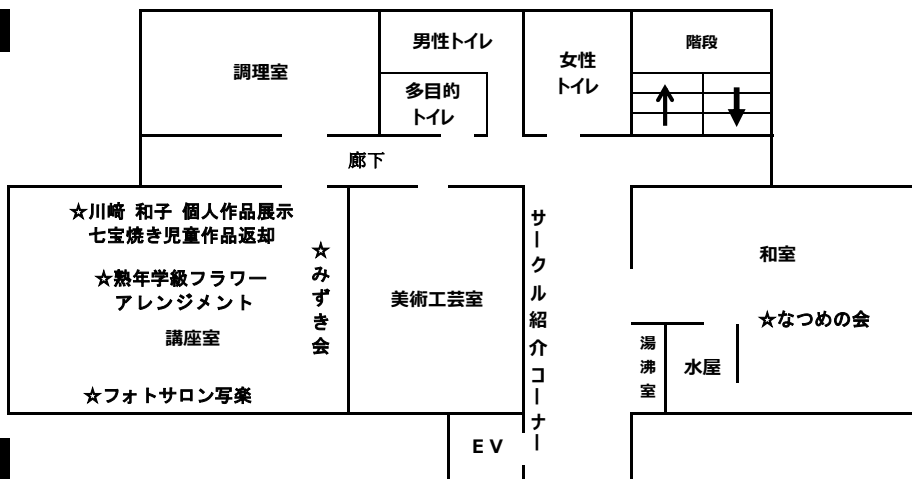 調理室
男性トイレ
多目的
トイレ
女性
トイレ
階段
廊下
☆川﨑 和子 個人作品展示
七宝焼き児童作品返却
☆熟年学級フラワー
アレンジメント
講座室
☆フォトサロン写楽
☆みずき会
美術工芸室
サークル紹介コーナー
和室
☆なつめの会
湯沸室
水屋
EV